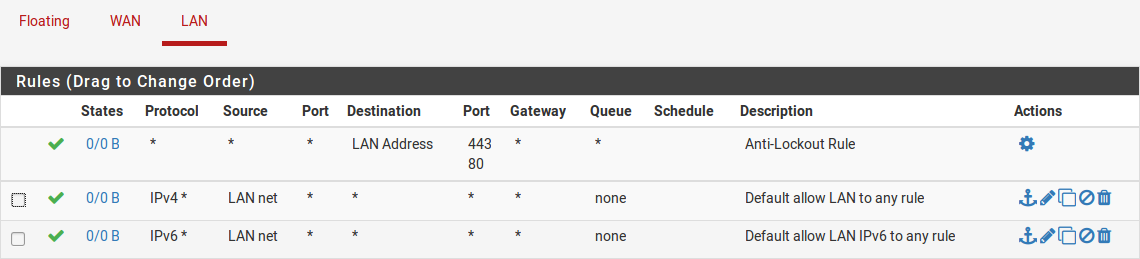 Floating WAN LAN
Rules (Drag to Change Order)
States Protocol Source Port Destination Port Gateway Queue Schedule Description Actions
0/0 B * * * LAN Address 443 * * Anti-Lockout Rule
80
0/0 B IPv4 * LAN net * * * * none Default allow LAN to any rule
0/0 B IPv6 * LAN net * * * * none Default allow LAN IPv6 to any rule